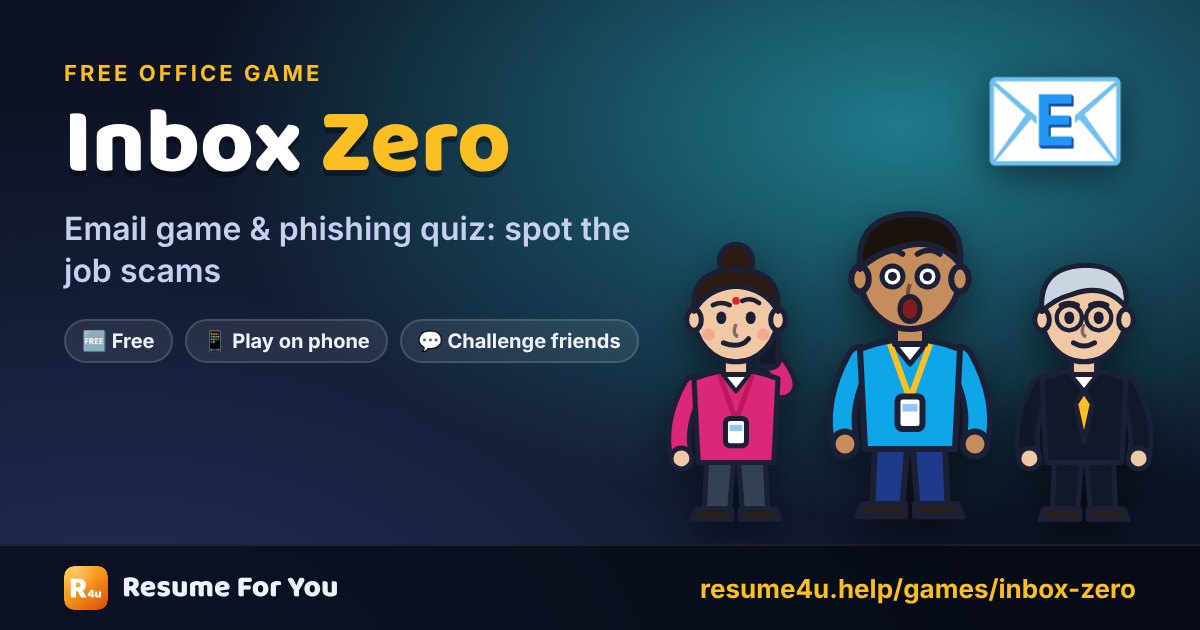 FREE OFFICE GAME
Inbox Zero
E
Email game & phishing quiz: spot the
job scams
🆓 Free 📱 Play on phone 💬 Challenge friends
R4u Resume For You
resume4u.help/games/inbox-zero